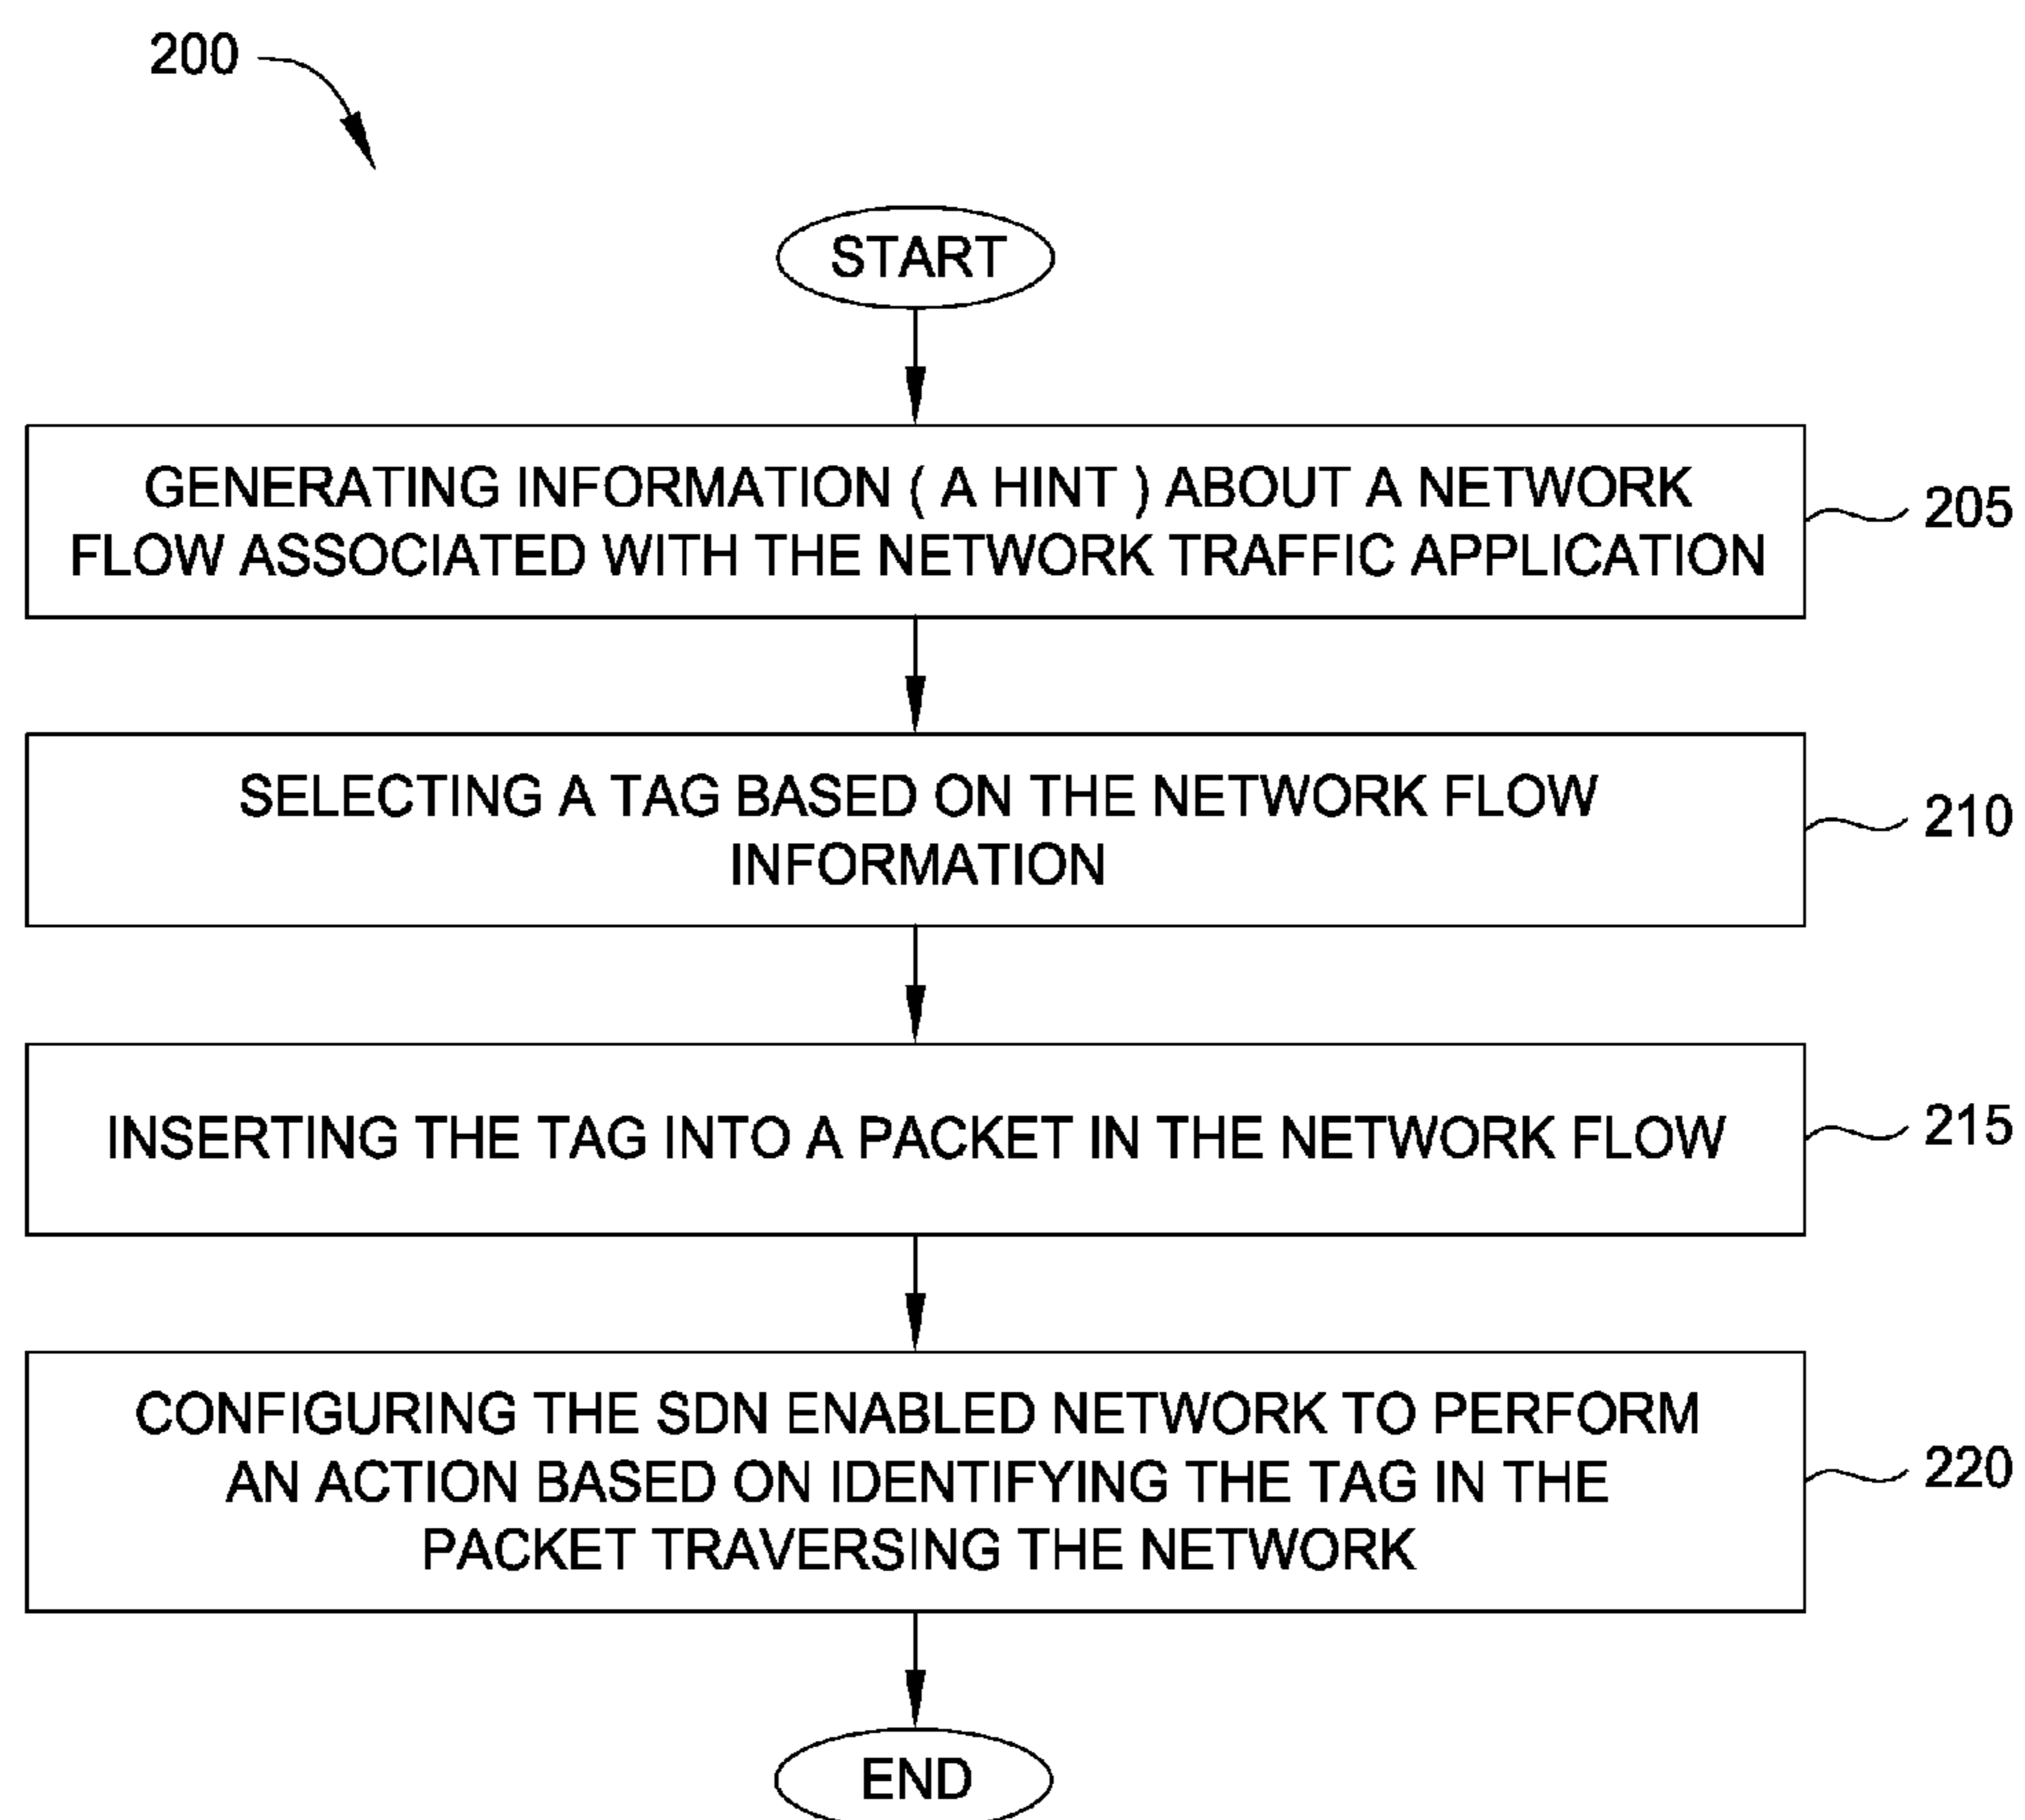 200
START
GENERATING INFORMATION ( A HINT ) ABOUT A NETWORK
FLOW ASSOCIATED WITH THE NETWORK TRAFFIC APPLICATION
205
SELECTING A TAG BASED ON THE NETWORK FLOW
INFORMATION
210
INSERTING THE TAG INTO A PACKET IN THE NETWORK FLOW
215
CONFIGURING THE SDN ENABLED NETWORK TO PERFORM
AN ACTION BASED ON IDENTIFYING THE TAG IN THE
PACKET TRAVERSING THE NETWORK
220
END